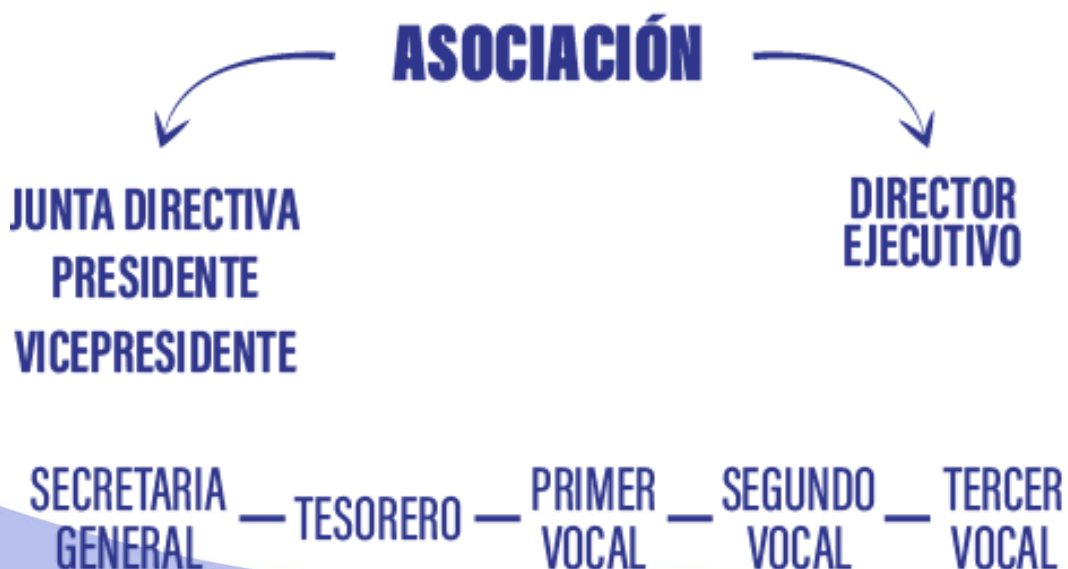 ASOCIACIÓN
JUNTA DIRECTIVA
PRESIDENTE
VICEPRESIDENTE
DIRECTOR
EJECUTIVO
SECRETARIA
GENERAL
TESORERO
PRIMER
VOCAL
SEGUNDO
VOCAL
TERCER
VOCAL